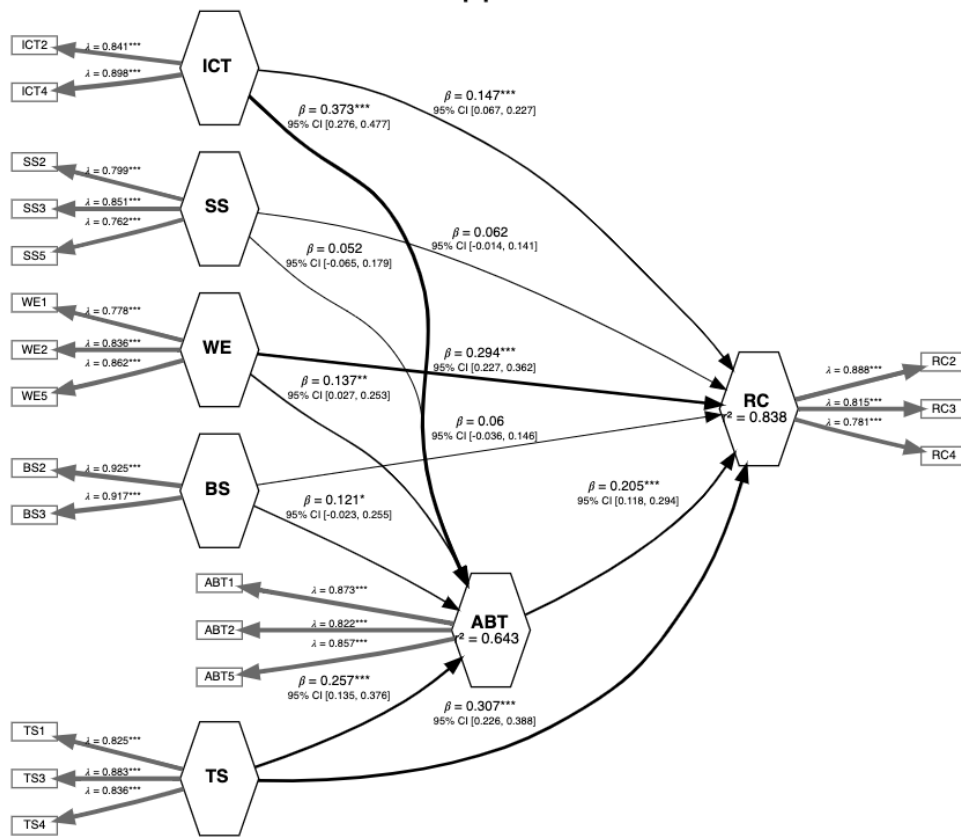 ICT2
λ = 0.841***
ICT4
λ = 0.898***
ICT
β = 0.147***
95% CI [0.067, 0.227]
β = 0.373***
95% CI [0.276, 0.477]
SS2
λ = 0.799***
SS3
λ = 0.851***
SS5
λ = 0.762***
SS
β = 0.062
95% CI [-0.014, 0.141]
β = 0.052
95% CI [-0.065, 0.179]
WE1
λ = 0.778***
WE2
λ = 0.836***
WE5
λ = 0.862***
WE
β = 0.294***
95% CI [0.227, 0.362]
β = 0.137**
95% CI [0.027, 0.253]
RC
r² = 0.838
λ = 0.888***
RC2
λ = 0.815***
RC3
λ = 0.781***
RC4
β = 0.06
95% CI [-0.036, 0.146]
BS2
λ = 0.925***
BS3
λ = 0.917***
BS
β = 0.121*
95% CI [-0.023, 0.255]
β = 0.205***
95% CI [0.118, 0.294]
ABT1
λ = 0.873***
ABT2
λ = 0.822***
ABT5
λ = 0.857***
ABT
r² = 0.643
β = 0.257***
95% CI [0.135, 0.376]
β = 0.307***
95% CI [0.226, 0.388]
TS1
λ = 0.825***
TS3
λ = 0.883***
TS4
λ = 0.836***
TS